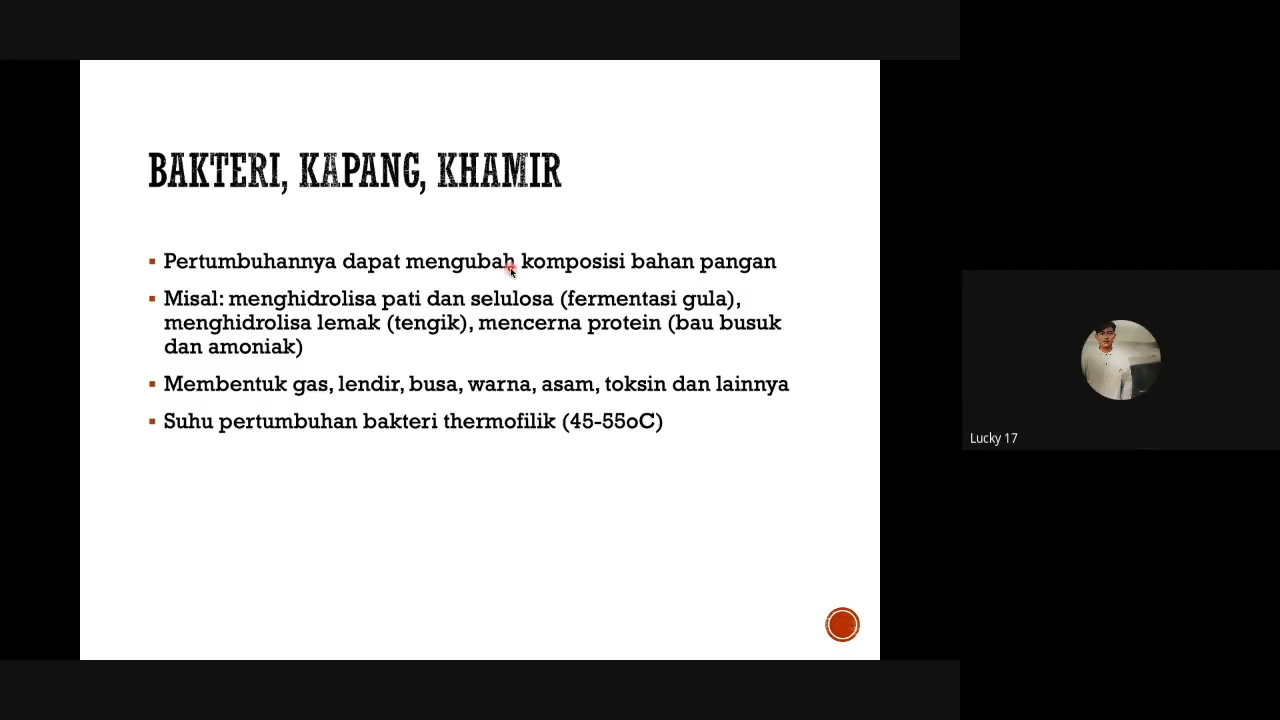 BAKTERI, KAPANG, KHAMIR
Pertumbuhannya dapat mengubah komposisi bahan pangan
Misal: menghidrolisa pati dan selulosa (fermentasi gula),
menghidrolisa lemak (tengik), mencerna protein (bau busuk
dan amoniak)
Membentuk gas, lendir, busa, warna, asam, toksin dan lainnya
Suhu pertumbuhan bakteri thermofilik (45-55oC)
Lucky 17